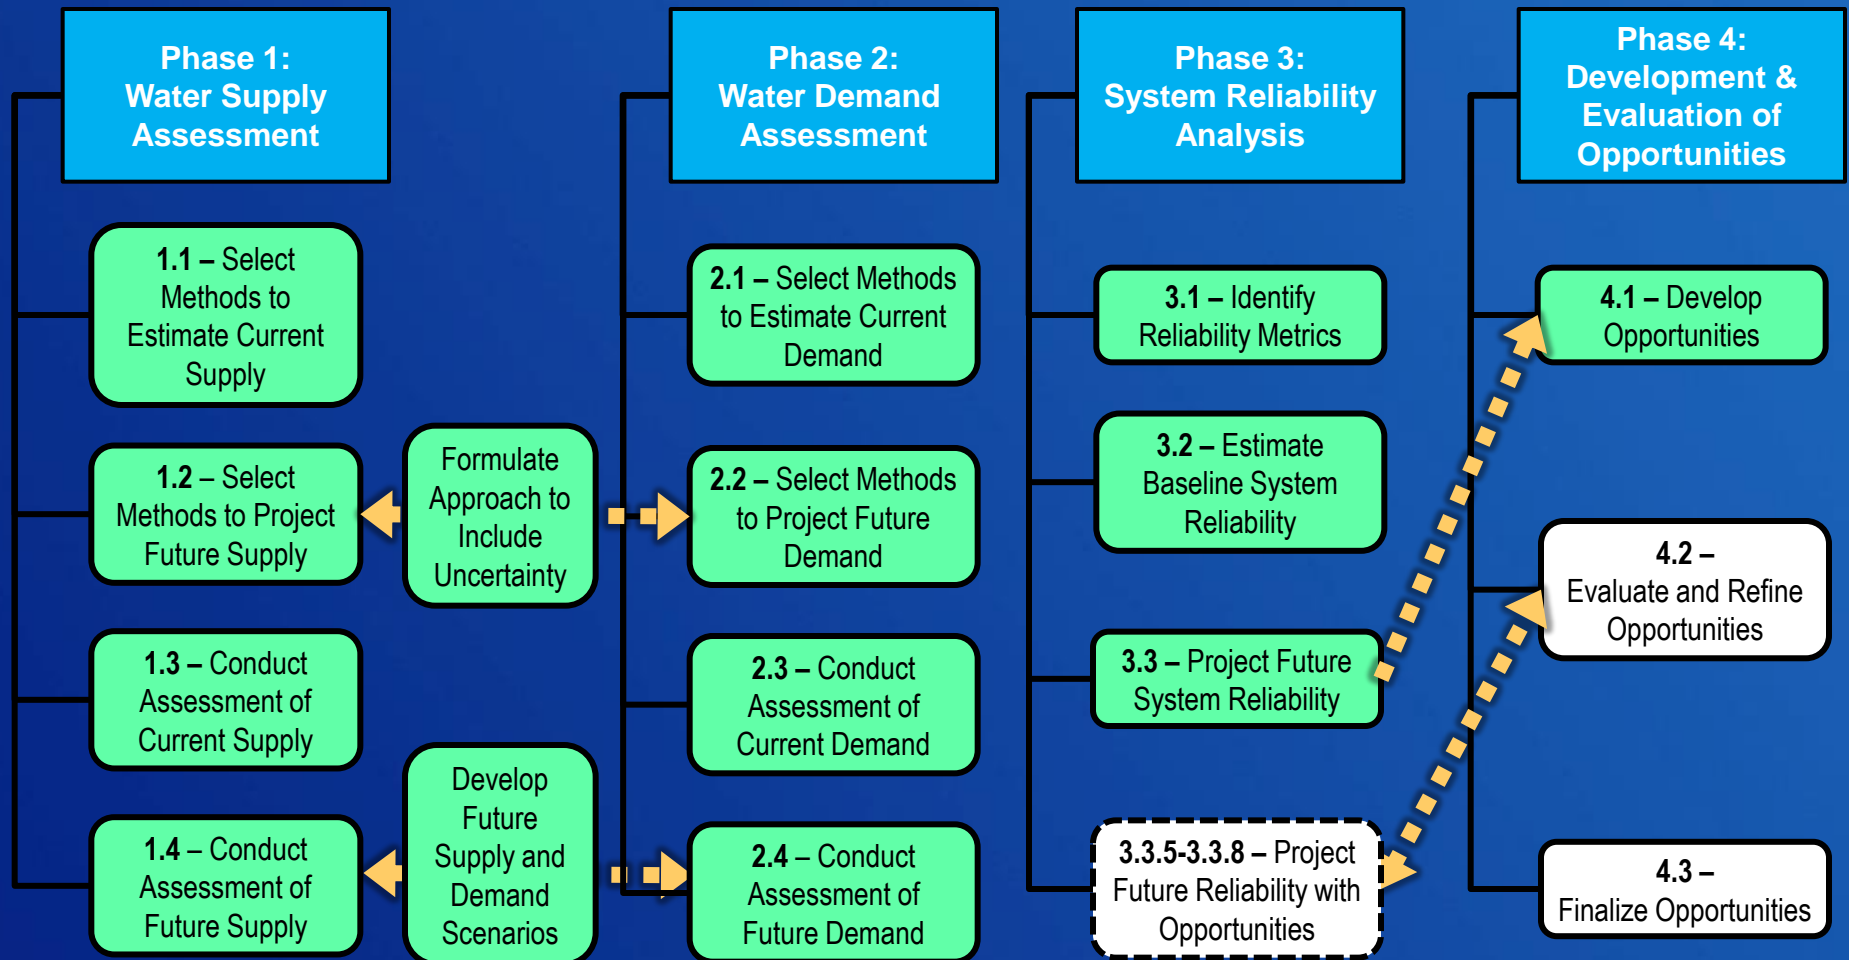 Phase 1:
Water Supply
Assessment
1.1 – Select
Methods to
Estimate Current
Supply
1.2 – Select
Methods to Project
Future Supply
1.3 – Conduct
Assessment of
Current Supply
1.4 – Conduct
Assessment of
Future Supply
Formulate
Approach to
Include
Uncertainty
Develop
Future
Supply and
Demand
Scenarios
Phase 2:
Water Demand
Assessment
2.1 – Select Methods
to Estimate Current
Demand
2.2 – Select Methods
to Project Future
Demand
2.3 – Conduct
Assessment of
Current Demand
2.4 – Conduct
Assessment of
Future Demand
Phase 3:
System Reliability
Analysis
3.1 – Identify
Reliability Metrics
3.2 – Estimate
Baseline System
Reliability
3.3 – Project Future
System Reliability
3.3.5-3.3.8 – Project
Future Reliability with
Opportunities
Phase 4:
Development &
Evaluation of
Opportunities
4.1 – Develop
Opportunities
4.2 –
Evaluate and Refine
Opportunities
4.3 –
Finalize Opportunities